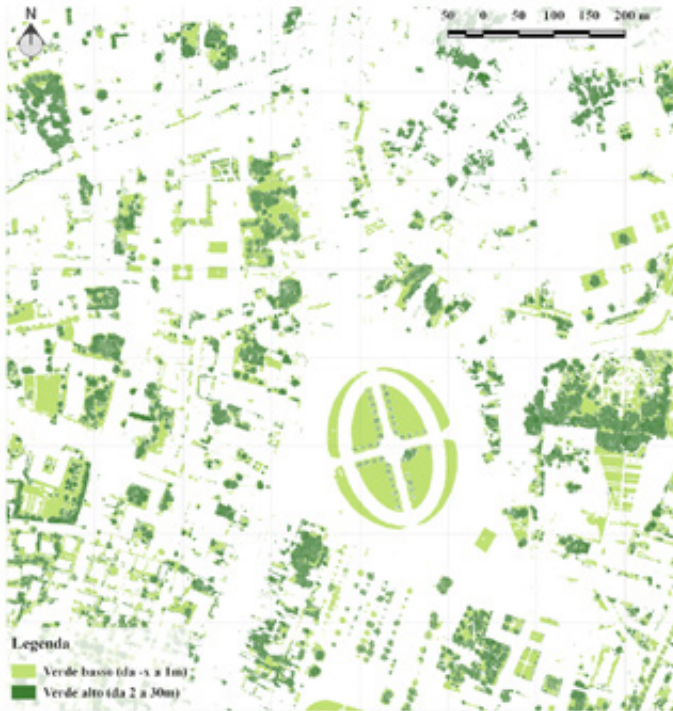 N
50 0 50 100 150 200 m
Legenda
Verde basso (da -x a 1m)
Verde alto (da 2 a 30m)